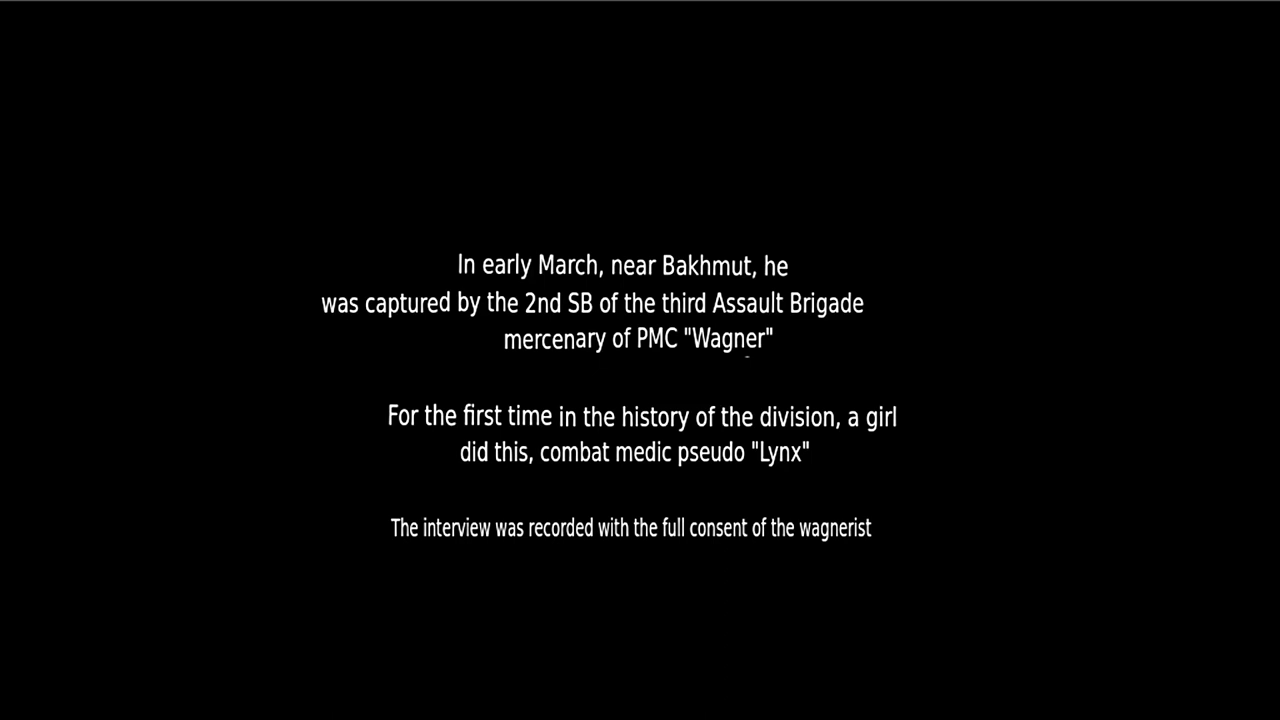 In early March, near Bakhmut, he
was captured by the 2nd SB of the third Assault Brigade
mercenary of PMC "Wagner"
For the first time in the history of the division, a girl
did this, combat medic pseudo "Lynx"
The interview was recorded with the full consent of the wagnerist